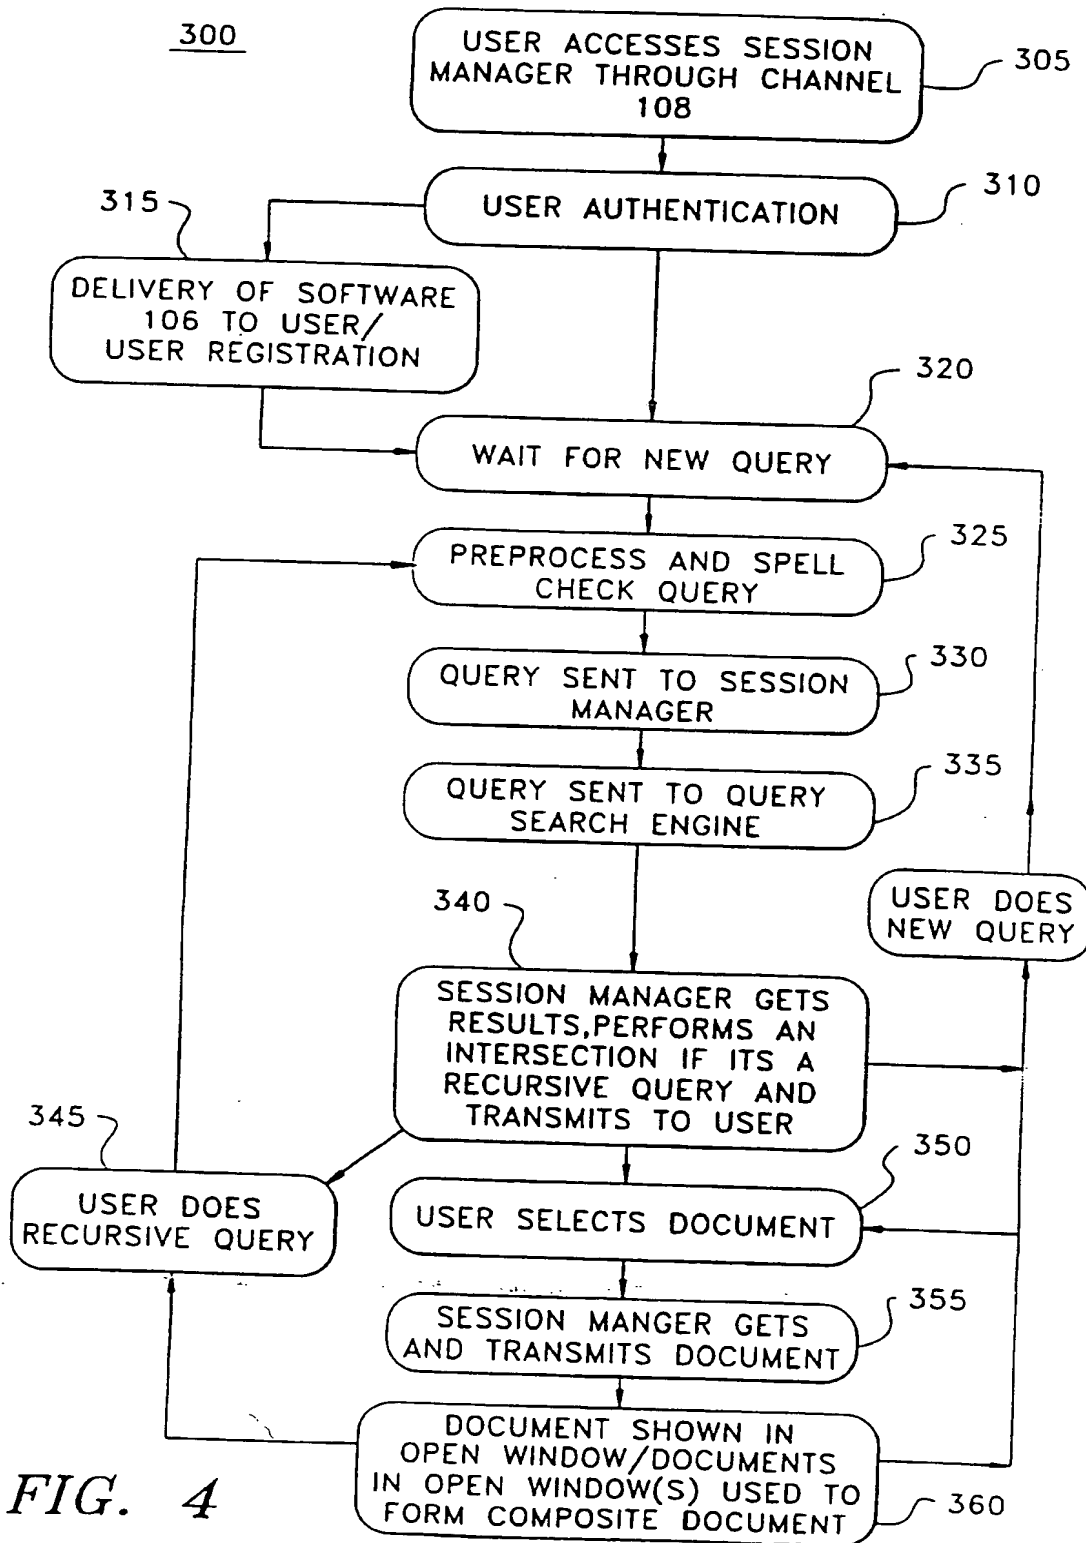 300
USER ACCESSES SESSION
MANAGER THROUGH CHANNEL
108
305
USER AUTHENTICATION
310
315
DELIVERY OF SOFTWARE
106 TO USER/
USER REGISTRATION
320
WAIT FOR NEW QUERY
325
PREPROCESS AND SPELL
CHECK QUERY
330
QUERY SENT TO SESSION
MANAGER
335
QUERY SENT TO QUERY
SEARCH ENGINE
USER DOES
NEW QUERY
340
SESSION MANAGER GETS
RESULTS,PERFORMS AN
INTERSECTION IF ITS A
RECURSIVE QUERY AND
TRANSMITS TO USER
345
USER DOES
RECURSIVE QUERY
350
USER SELECTS DOCUMENT
355
SESSION MANGER GETS
AND TRANSMITS DOCUMENT
DOCUMENT SHOWN IN
OPEN WINDOW/DOCUMENTS
IN OPEN WINDOW(S) USED TO
FORM COMPOSITE DOCUMENT
360
FIG. 4